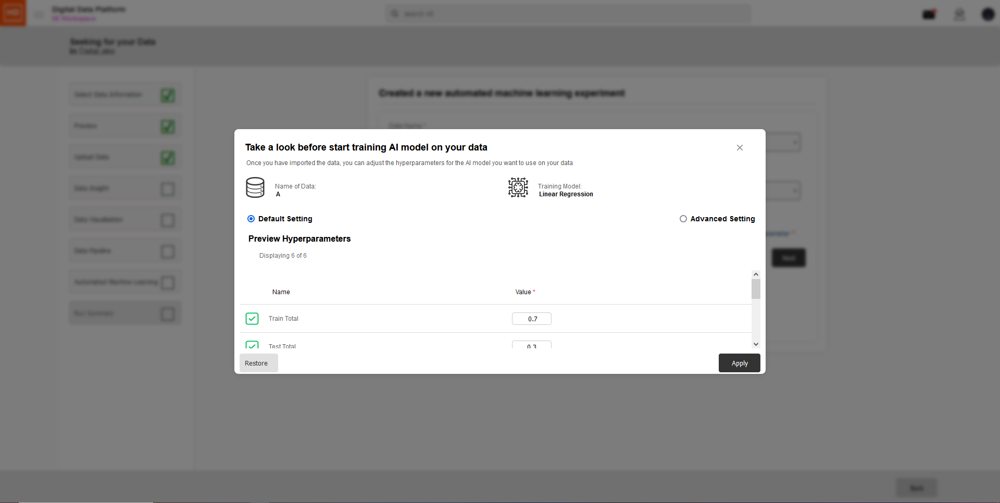 Digital Data Platform
Seeking for your Data
Select Data Information
Preview
Upload Data
Data Insight
Data Visualization
Data Pipeline
Automated Machine Learning
Run Summary
Created a new automated machine learning experiment
Data Name *
Take a look before start training AI model on your data
Once you have imported the data, you can adjust the hyperparameters for the AI model you want to use on your data
Name of Data:
A
Training Model:
Linear Regression
Default Setting
Advanced Setting
Preview Hyperparameters
Displaying 6 of 6
Name
Value *
Train Total
0.7
Test Total
0.3
Restore
Apply
Next
Back